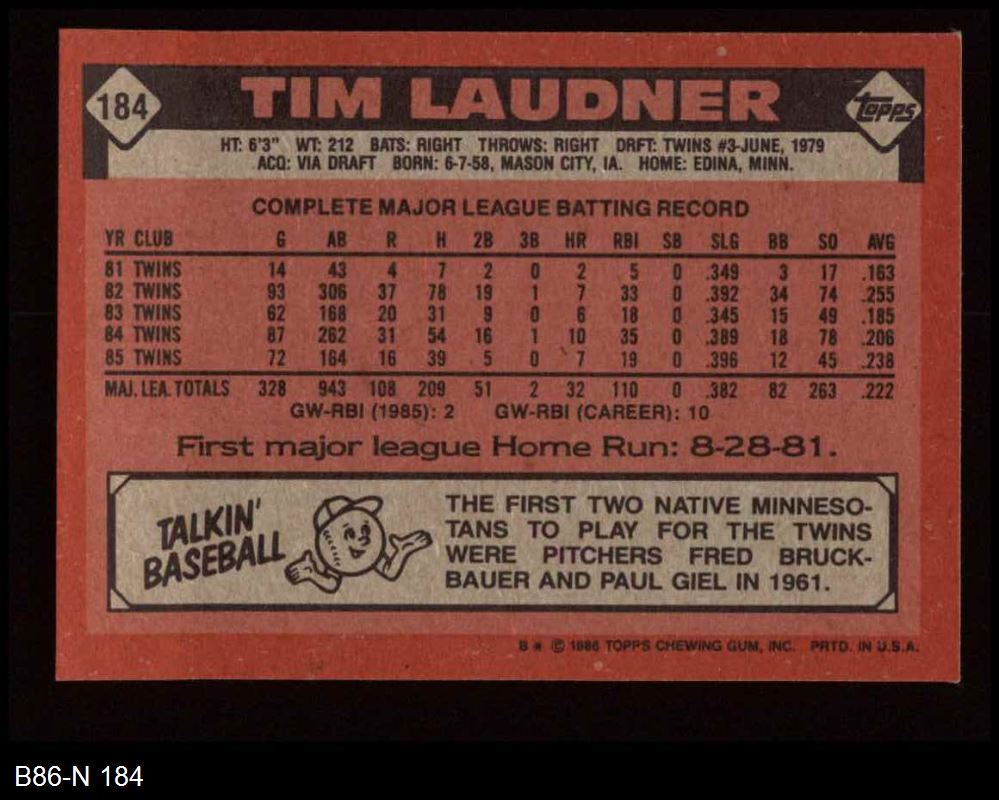 184
TIM LAUDNER
topps
HT: 6'3" WT: 212 BATS: RIGHT THROWS: RIGHT DRFT: TWINS #3-JUNE, 1979
ACQ: VIA DRAFT BORN: 6-7-58, MASON CITY, IA. HOME: EDINA, MINN.
COMPLETE MAJOR LEAGUE BATTING RECORD
YR CLUB G AB R H 2B 3B HR RBI SB SLG BB SO AVG
81 TWINS 14 43 4 7 2 0 2 5 0 .349 3 17 .163
82 TWINS 93 306 37 78 19 1 7 33 0 .392 34 74 .255
83 TWINS 62 168 20 31 9 0 6 18 0 .345 15 49 .185
84 TWINS 87 262 31 54 16 1 10 35 0 .389 18 78 .206
85 TWINS 72 164 16 39 5 0 7 19 0 .396 12 45 .238
MAJ. LEA. TOTALS 328 943 108 209 51 2 32 110 0 .382 82 263 .222
GW-RBI (1985): 2 GW-RBI (CAREER): 10
First major league Home Run: 8-28-81.
TALKIN'
BASEBALL
THE FIRST TWO NATIVE MINNESO-
TANS TO PLAY FOR THE TWINS
WERE PITCHERS FRED BRUCK-
BAUER AND PAUL GIEL IN 1961.
B * © 1986 TOPPS CHEWING GUM, INC. PRTD. IN U.S.A.
B86-N 184